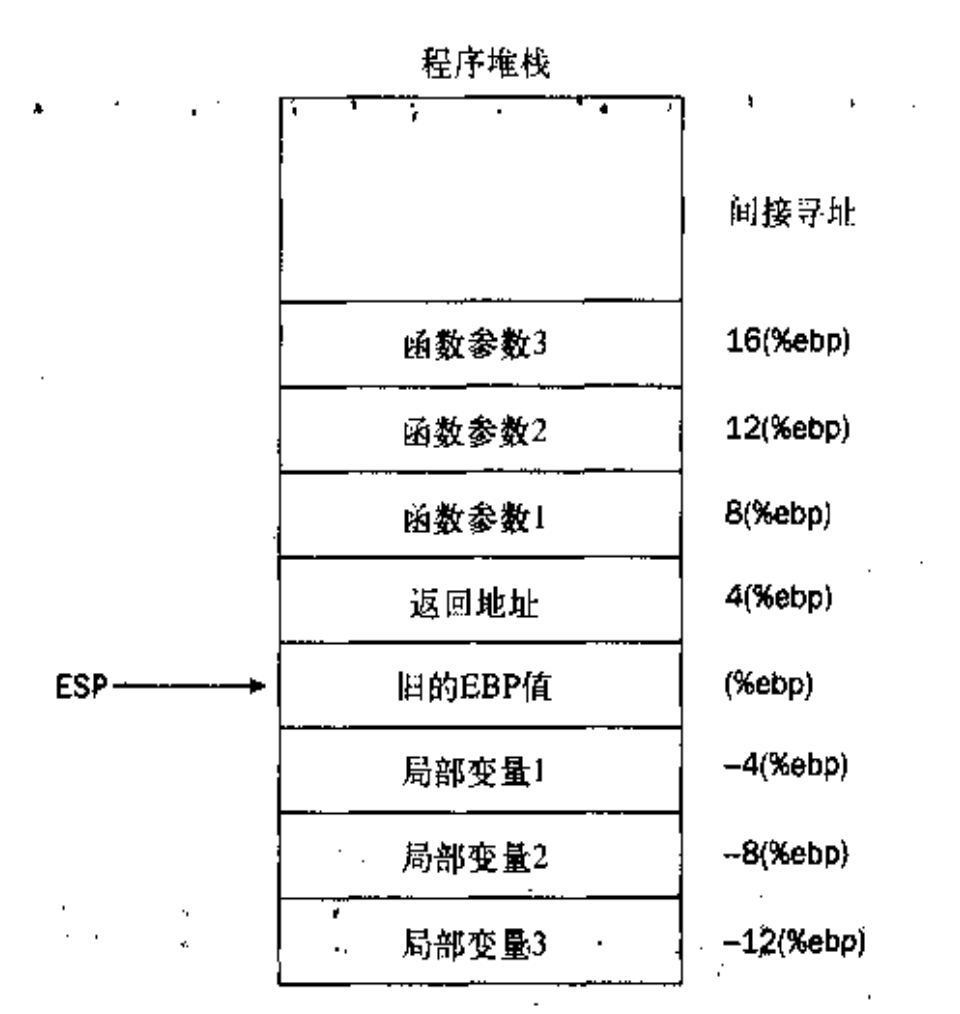 程序堆栈
间接寻址
函数参数3 16(%ebp)
函数参数2 12(%ebp)
函数参数1 8(%ebp)
返回地址 4(%ebp)
ESP 旧的EBP值 (%ebp)
局部变量1 –4(%ebp)
局部变量2 –8(%ebp)
局部变量3 –12(%ebp)